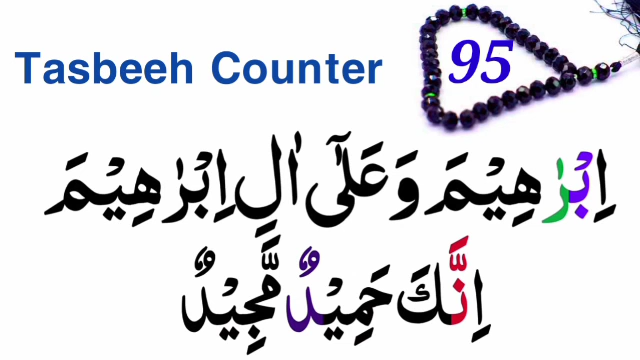 Tasbeeh Counter 95
اِبْرٰهِيْمَ وَعَلٰٓى اٰلِ اِبْرٰهِيْمَ
اِنَّكَ حَمِيْدٌ مَّجِيْدٌ